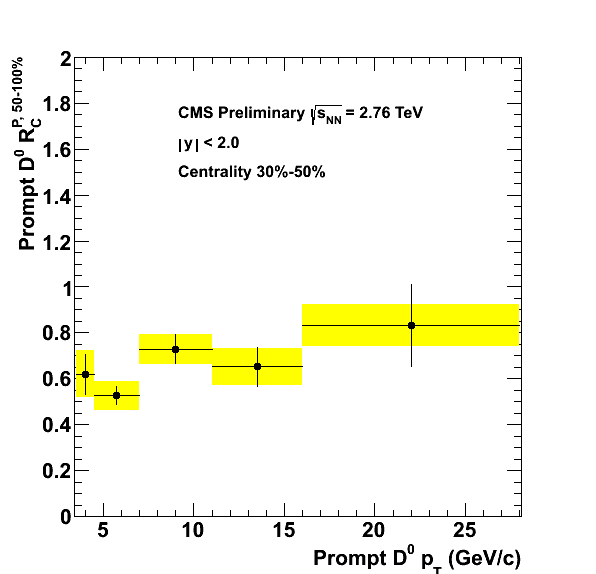 CMS Preliminary √sNN = 2.76 TeV
|y| < 2.0
Centrality 30%-50%
Prompt D0 RCP, 50-100%
2
1.8
1.6
1.4
1.2
1
0.8
0.6
0.4
0.2
0
5 10 15 20 25
Prompt D0 pT (GeV/c)